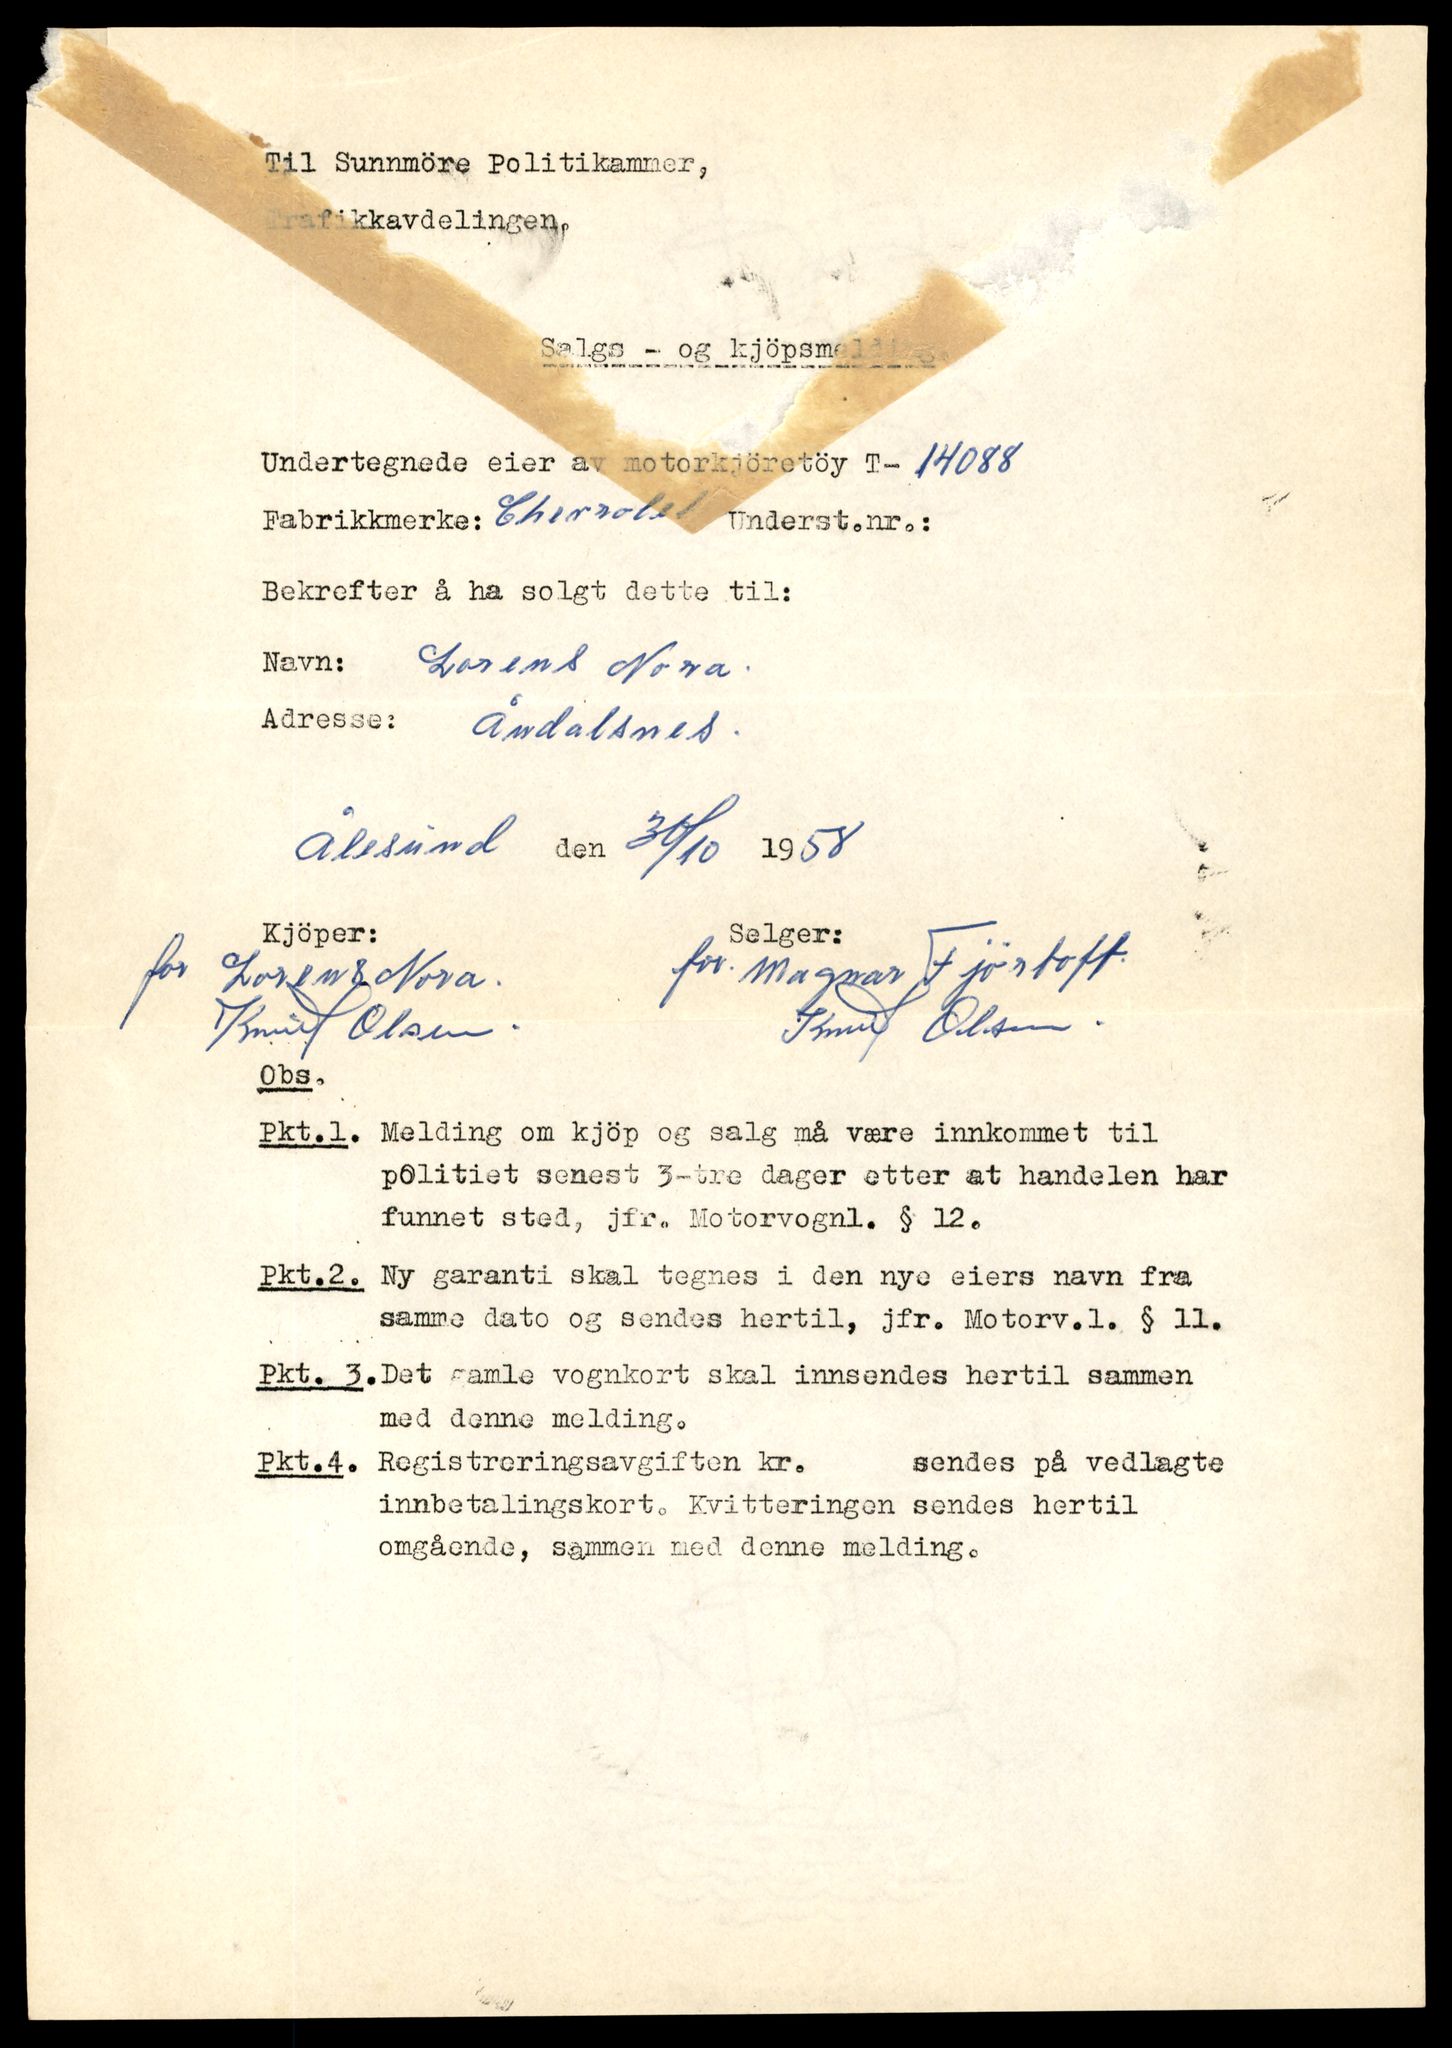 Til Sunnmöre Politikammer,
Trafikkavdelingen.
Salgs - og kjöpsmelding.
Undertegnede eier av motorkjöretöy T- 14088
Fabrikkmerke: Chevrolet Underst.nr.:
Bekrefter å ha solgt dette til:
Navn: Lorens Nora.
Adresse: Åndalsnes.
Ålesund den 30/10 1958
Kjöper: Selger:
for Lorens Nora. for. Magnar Fjörtoft.
Knut Olsen. Knut Olsen.
Obs.
Pkt.1. Melding om kjöp og salg må være innkommet til
politiet senest 3-tre dager etter at handelen har
funnet sted, jfr. Motorvognl. § 12.
Pkt.2. Ny garanti skal tegnes i den nye eiers navn fra
samme dato og sendes hertil, jfr. Motorv.l. § 11.
Pkt. 3. Det gamle vognkort skal innsendes hertil sammen
med denne melding.
Pkt.4. Registreringsavgiften kr. sendes på vedlagte
innbetalingskort. Kvitteringen sendes hertil
omgående, sammen med denne melding.